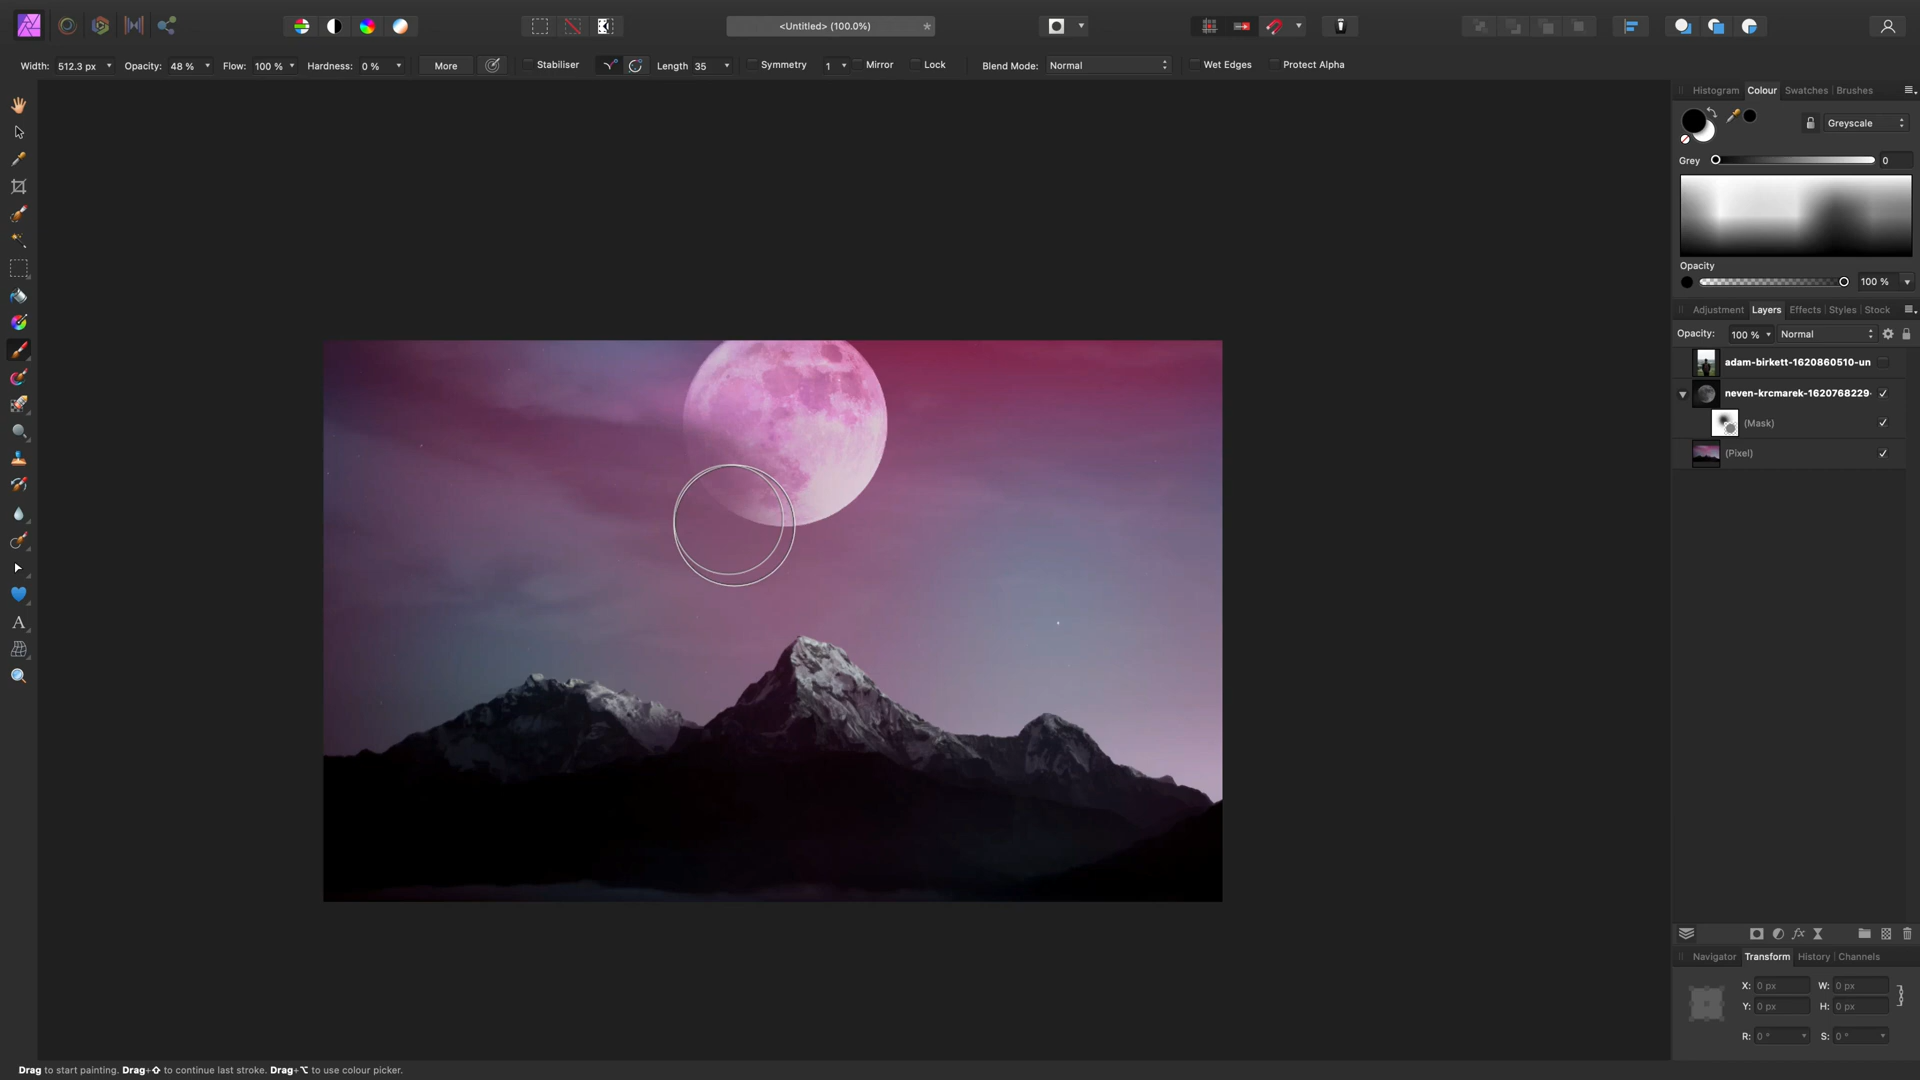 <Untitled> (100.0%)
Width: 512.3 px Opacity: 48 % Flow: 100 % Hardness: 0 % More Stabiliser Length 35 Symmetry 1 Mirror Lock Blend Mode: Normal Wet Edges Protect Alpha
Histogram Colour Swatches Brushes
Greyscale
Grey 0
Opacity
100 %
Adjustment Layers Effects Styles Stock
Opacity: 100 % Normal
adam-birkett-1620860510-un
neven-krcmarek-1620768229-
(Mask)
(Pixel)
fx
Navigator Transform History Channels
X: 0 px W: 0 px
Y: 0 px H: 0 px
R: 0 ° S: 0 °
Drag to start painting. Drag+⇧ to continue last stroke. Drag+⌥ to use colour picker.